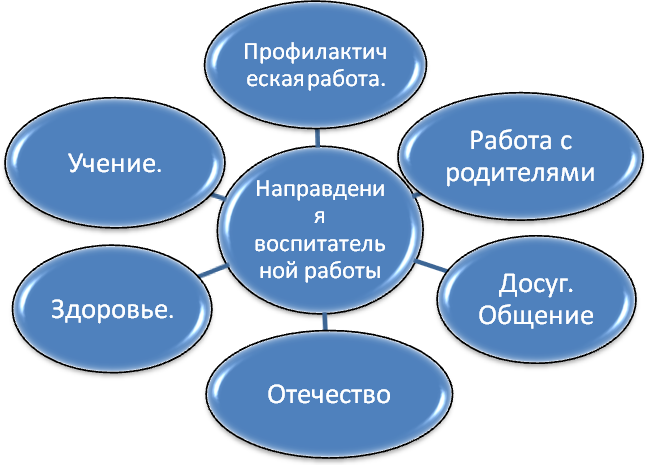 Профилактич
еская работа.
Учение.
Работа с
родителями
Направдени
я
воспитатель
ной работы
Здоровье.
Досуг.
Общение
Отечество